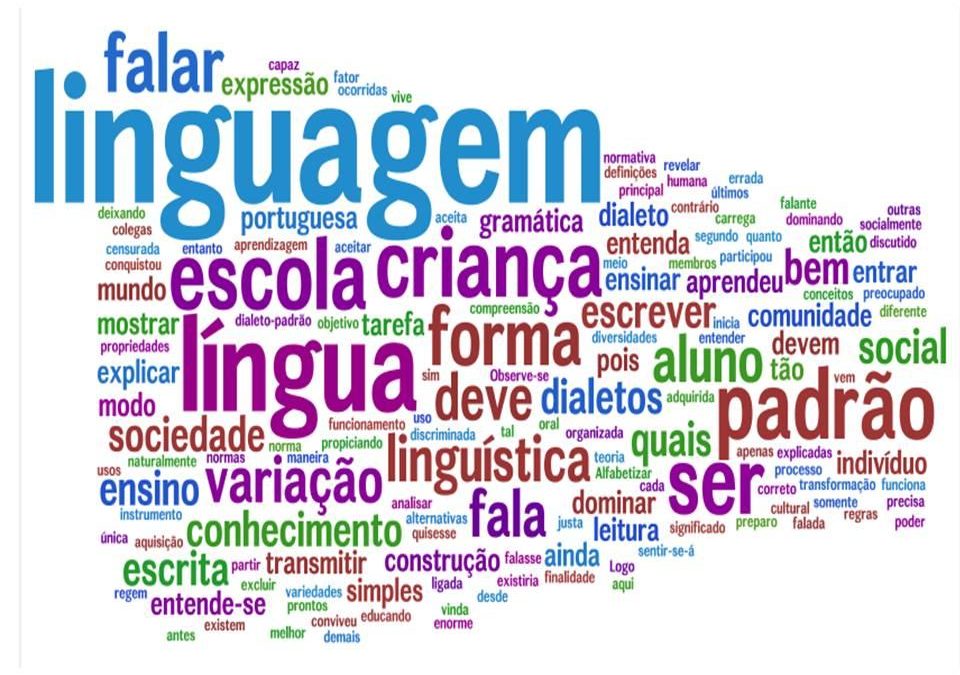 falar
capaz
expressão
fator
ocorridas
vive
linguagem
normativa
revelar
definições
humana
errada
principal
últimos
deixando
portuguesa
aceita
gramática
dialeto
contrário
falante
outras
colegas
carrega
dominando
socialmente
censurada
entanto
aprendizagem
aceitar
entenda
segundo
quanto
então
discutido
conquistou
escola
criança
meio
membros
participou
bem
entrar
mundo
ensinar
aprendeu
conceitos
preocupado
mostrar
dialeto-padrão
objetivo
tarefa
compreensão
escrever
inicia
comunidade
diferente
propriedades
língua
forma
diversidades
entender
devem
social
explicar
sim
Observe-se
pois
aluno
tão
vem
modo
deve
dialetos
adquirida
padrão
sociedade
funcionamento
uso
norma
propiciando
discriminada
tal
oral
organizada
quais
naturalmente
normas
maneira
linguística
teoria
apenas
explicadas
indivíduo
usos
variação
Alfabetizar
ser
processo
ensino
cada
correto
transformação
funciona
instrumento
analisar
fala
dominar
cultural
somente
precisa
conhecimento
alternativas
justa
leitura
significado
preparo
falada
regras
poder
única
aquisição
quisesse
sentir-se-á
escrita
partir
transmitir
construção
falasse
ainda
Logo
regem
excluir
variedades
simples
ligada
existiria
finalidade
aqui
entende-se
prontos
desde
antes
existem
conviveu
educando
vinda
melhor
demais
enorme